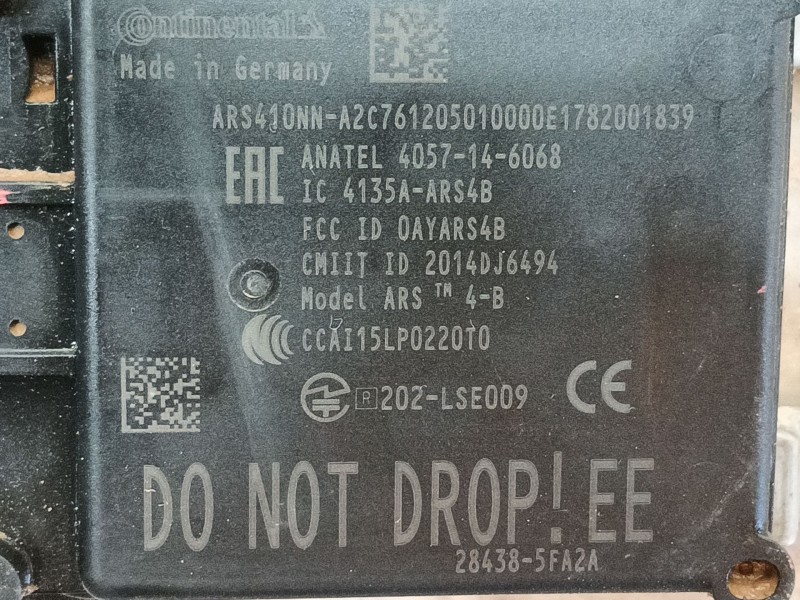 Continental
Made in Germany
ARS410NN-A2C761205010000E1782001839
EAC
ANATEL 4057-14-6068
IC 4135A-ARS4B
FCC ID OAYARS4B
CMIIT ID 2014DJ6494
Model ARS ™ 4-B
CCAI15LP0220T0
R 202-LSE009
CE
DO NOT DROP! EE
28438-5FA2A